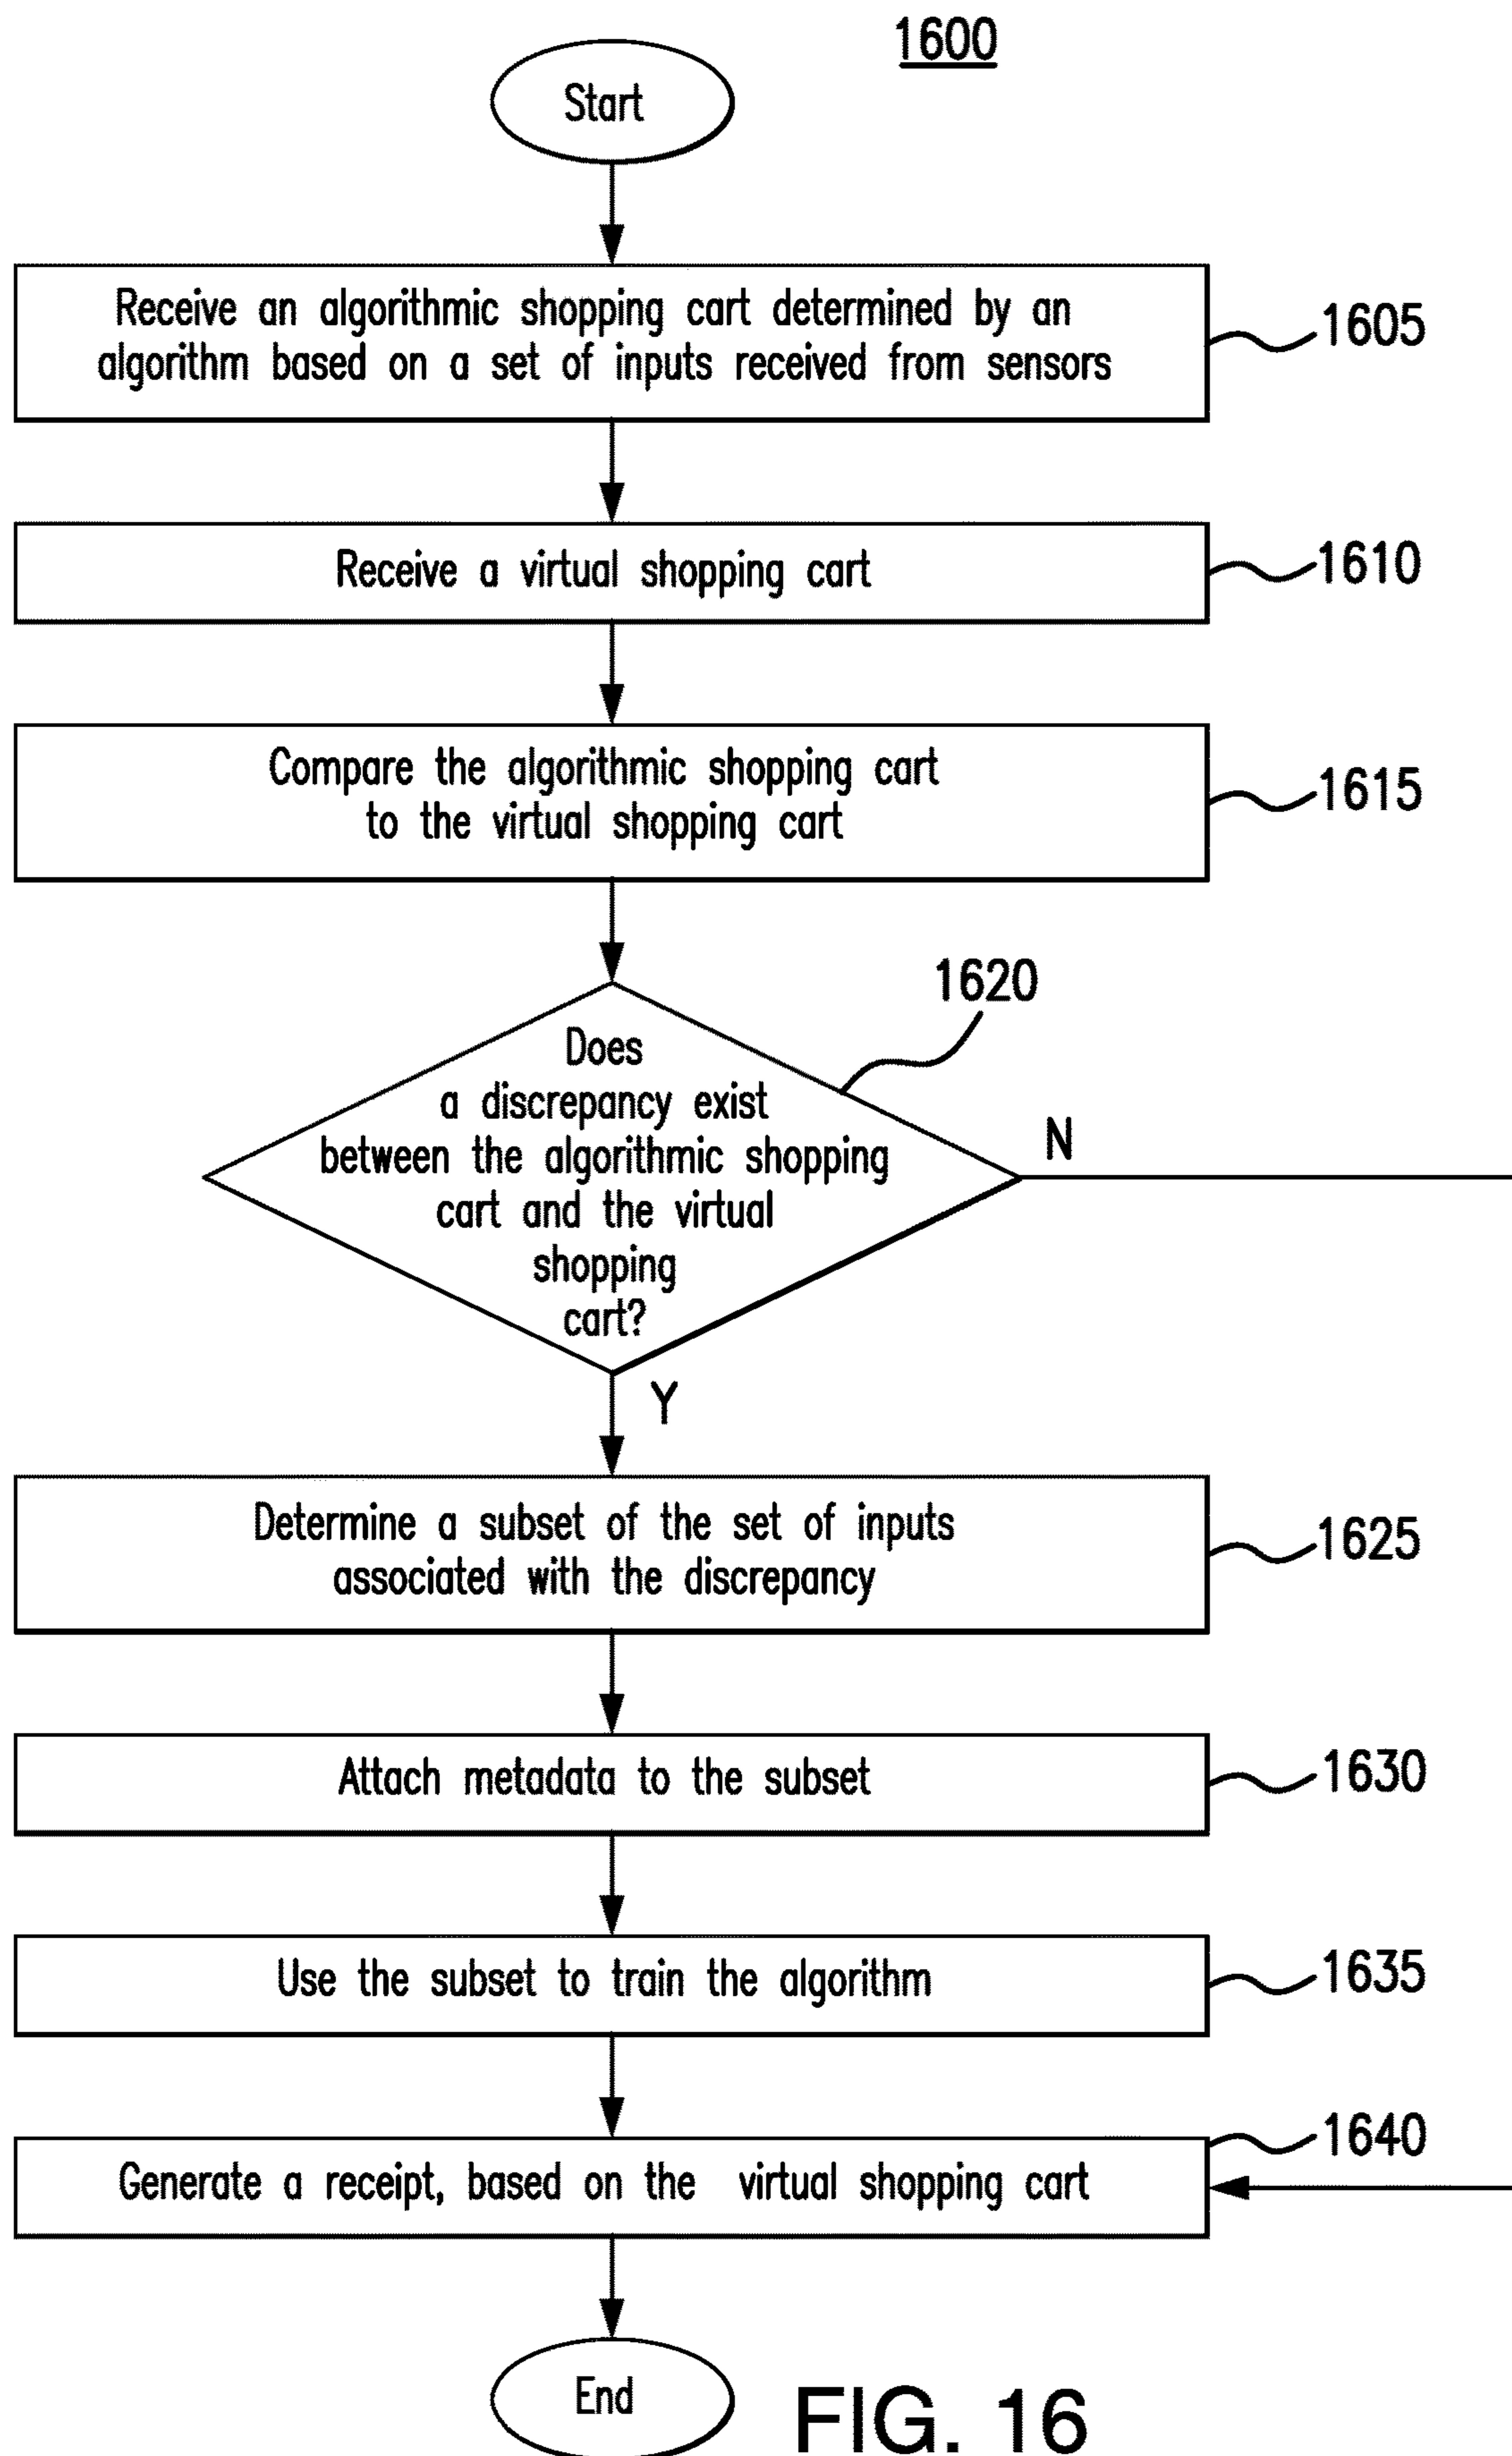 1600
Start
Receive an algorithmic shopping cart determined by an
algorithm based on a set of inputs received from sensors
1605
Receive a virtual shopping cart
1610
Compare the algorithmic shopping cart
to the virtual shopping cart
1615
1620
Does
a discrepancy exist
between the algorithmic shopping
cart and the virtual
shopping
cart?
N
Y
Determine a subset of the set of inputs
associated with the discrepancy
1625
Attach metadata to the subset
1630
Use the subset to train the algorithm
1635
Generate a receipt, based on the virtual shopping cart
1640
End
FIG. 16